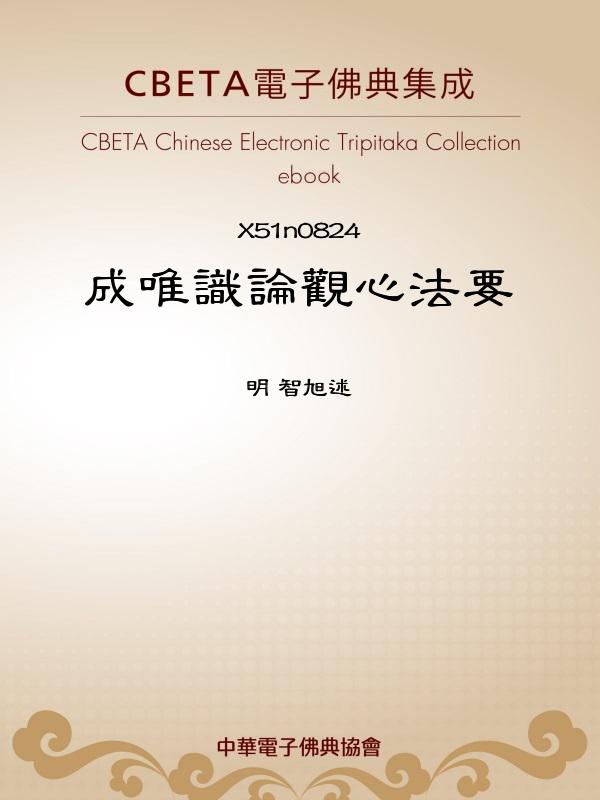 CBETA電子佛典集成
CBETA Chinese Electronic Tripitaka Collection
ebook
X51n0824
成唯識論觀心法要
明 智旭述
中華電子佛典協會